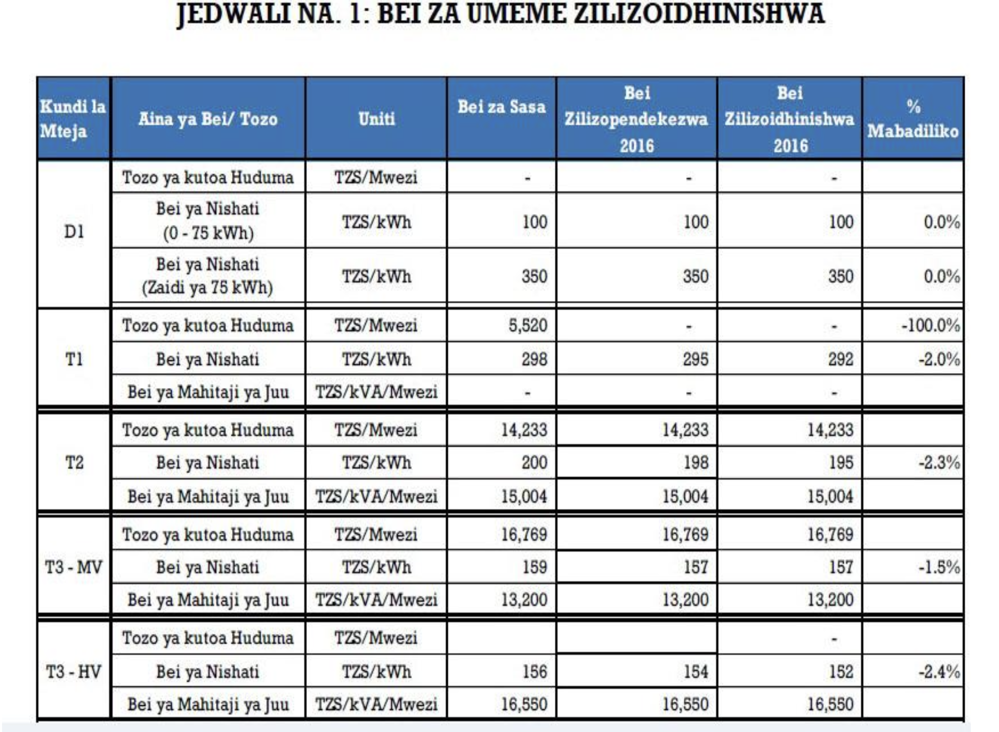 JEDWALI NA. 1: BEI ZA UMEME ZILIZOIDHINISHWA
Kundi la Mteja Aina ya Bei/ Tozo Uniti Bei za Sasa Bei Zilizopendekezwa 2016 Bei Zilizoidhinishwa 2016 % Mabadiliko
D1
Tozo ya kutoa Huduma TZS/Mwezi - - -
Bei ya Nishati (0 - 75 kWh) TZS/kWh 100 100 100 0.0%
Bei ya Nishati (Zaidi ya 75 kWh) TZS/kWh 350 350 350 0.0%
T1
Tozo ya kutoa Huduma TZS/Mwezi 5,520 - - -100.0%
Bei ya Nishati TZS/kWh 298 295 292 -2.0%
Bei ya Mahitaji ya Juu TZS/kVA/Mwezi - - -
T2
Tozo ya kutoa Huduma TZS/Mwezi 14,233 14,233 14,233
Bei ya Nishati TZS/kWh 200 198 195 -2.3%
Bei ya Mahitaji ya Juu TZS/kVA/Mwezi 15,004 15,004 15,004
T3 - MV
Tozo ya kutoa Huduma TZS/Mwezi 16,769 16,769 16,769
Bei ya Nishati TZS/kWh 159 157 157 -1.5%
Bei ya Mahitaji ya Juu TZS/kVA/Mwezi 13,200 13,200 13,200
T3 - HV
Tozo ya kutoa Huduma TZS/Mwezi -
Bei ya Nishati TZS/kWh 156 154 152 -2.4%
Bei ya Mahitaji ya Juu TZS/kVA/Mwezi 16,550 16,550 16,550